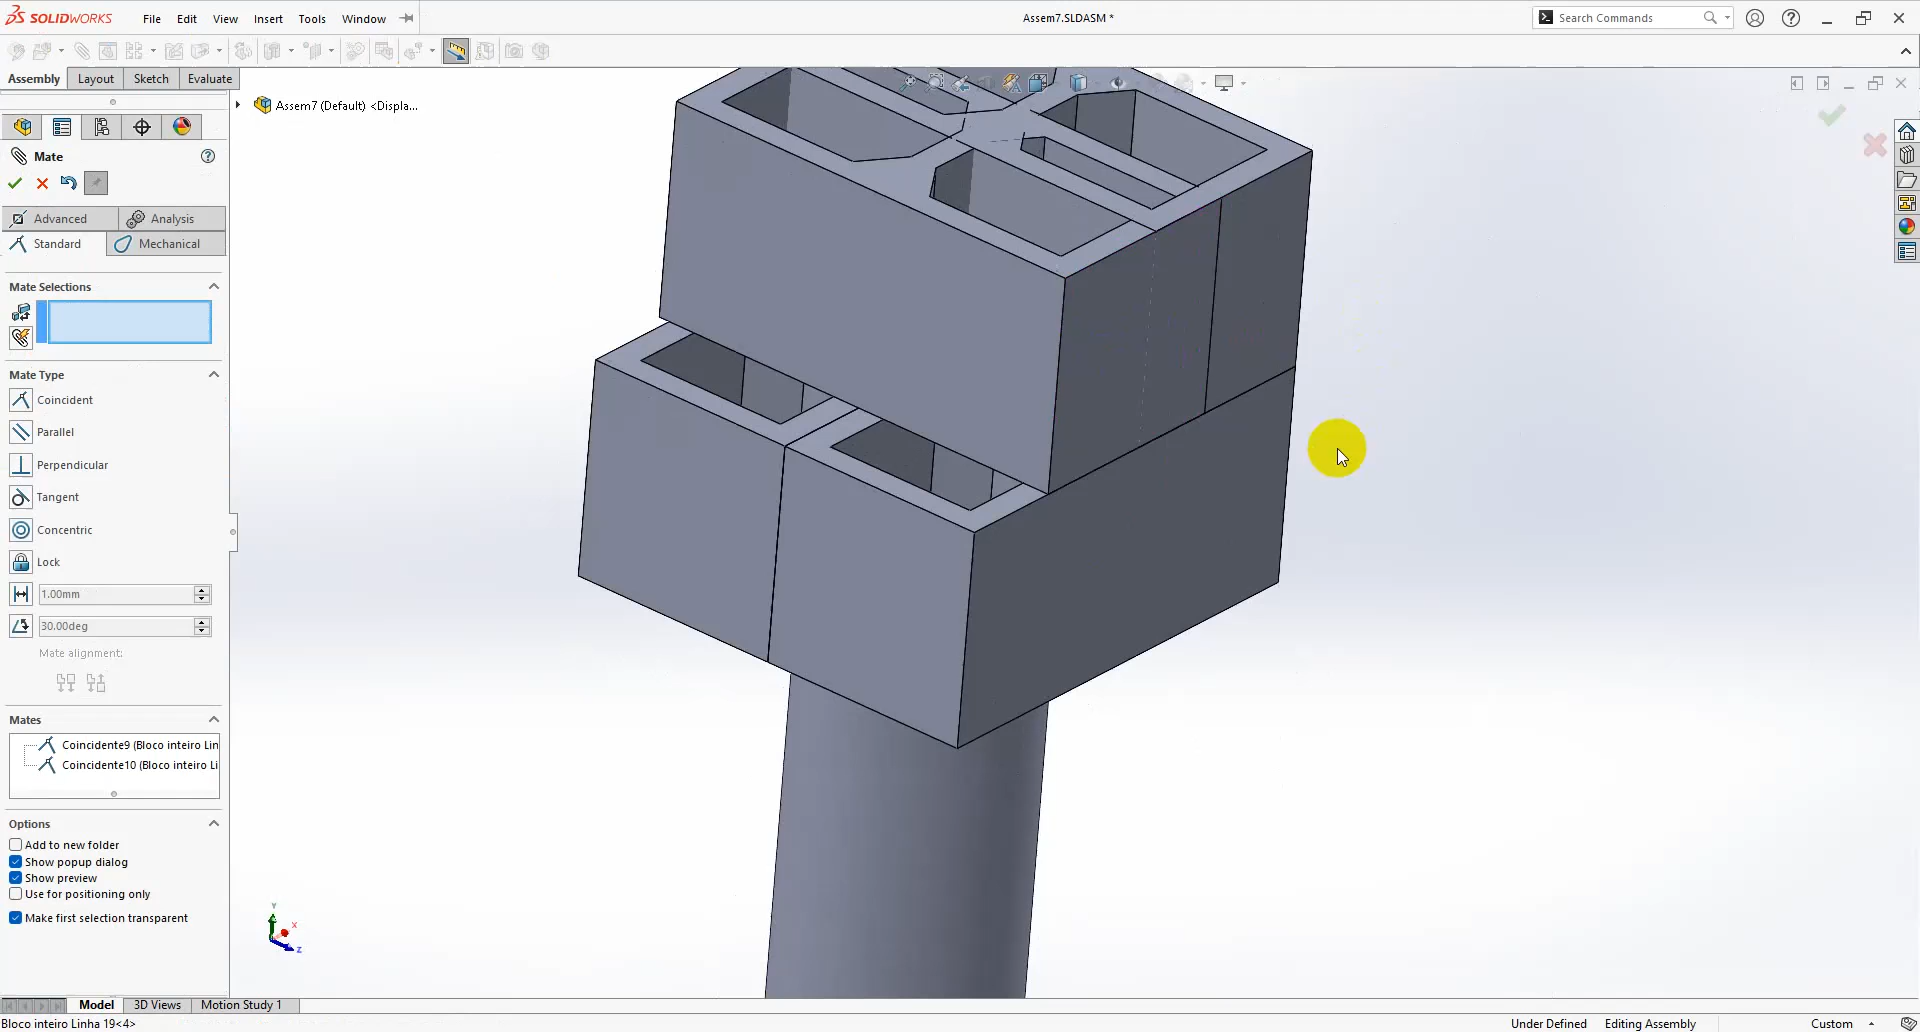 SOLIDWORKS
File Edit View Insert Tools Window
Assem7.SLDASM *
Search Commands
Assembly Layout Sketch Evaluate
Assem7 (Default) <Displa...
Mate
Advanced Analysis
Standard Mechanical
Mate Selections
Mate Type
Coincident
Parallel
Perpendicular
Tangent
Concentric
Lock
1.00mm
30.00deg
Mate alignment:
Mates
Coincidente9 (Bloco inteiro Lin
Coincidente10 (Bloco inteiro Li
Options
Add to new folder
Show popup dialog
Show preview
Use for positioning only
Make first selection transparent
Y
X
Z
Model 3D Views Motion Study 1
Bloco inteiro Linha 19<4>
Under Defined Editing Assembly Custom